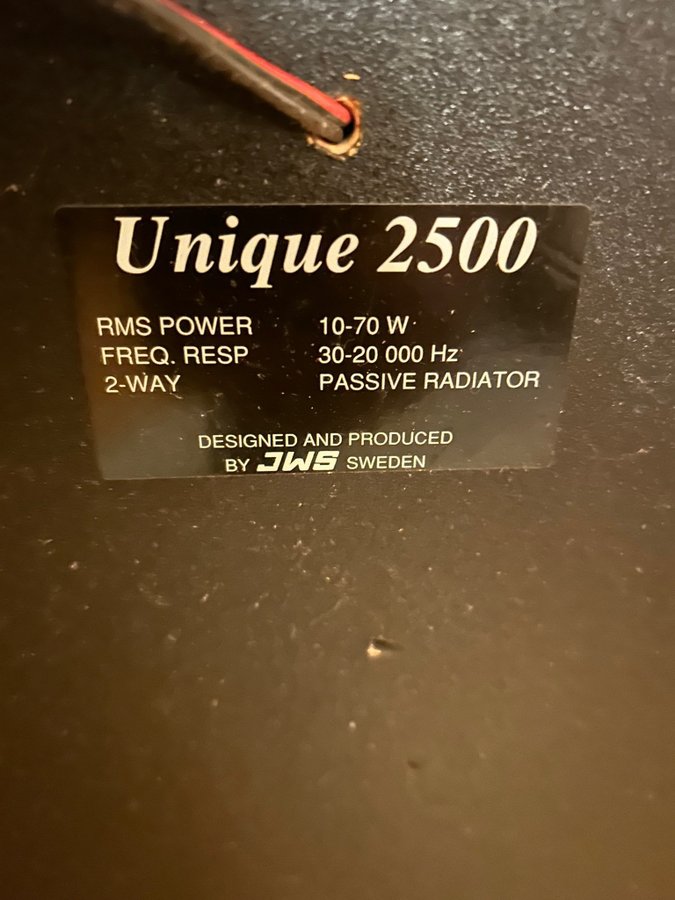 Unique 2500
RMS POWER 10-70 W
FREQ. RESP 30-20 000 Hz
2-WAY PASSIVE RADIATOR
DESIGNED AND PRODUCED
BY JWS SWEDEN